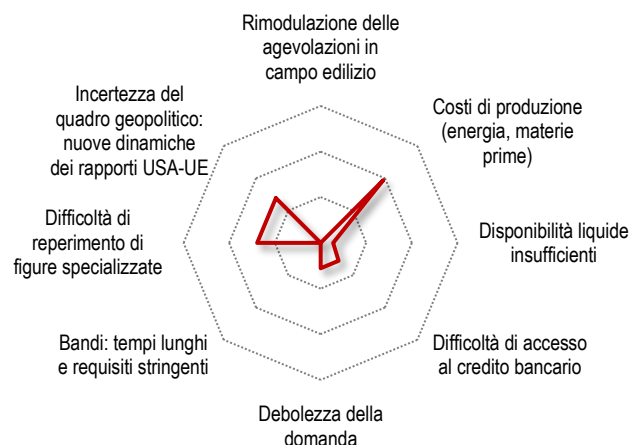 Rimodulazione delle
agevolazioni in
campo edilizio
Costi di produzione
(energia, materie
prime)
Disponibilità liquide
insufficienti
Difficoltà di accesso
al credito bancario
Debolezza della
domanda
Bandi: tempi lunghi
e requisiti stringenti
Difficoltà di
reperimento di
figure specializzate
Incertezza del
quadro geopolitico:
nuove dinamiche
dei rapporti USA-UE